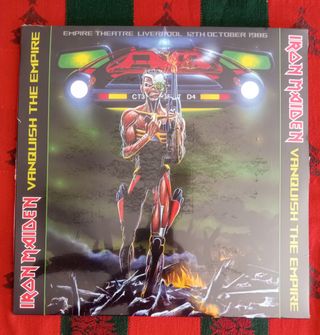 EMPIRE THEATRE LIVERPOOL 12TH OCTOBER 1986
IRON MAIDEN VANQUISH THE EMPIRE
IRON MAIDEN VANQUISH THE EMPIRE